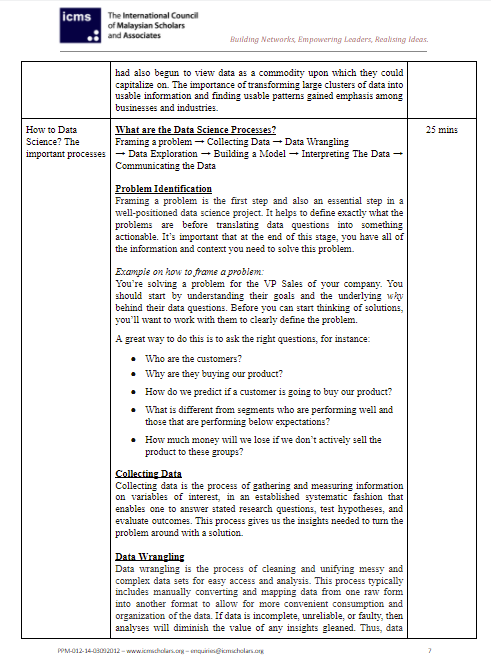 icms
The International Council
of Malaysian Scholars
and Associates
Building Networks, Empowering Leaders, Realising Ideas.
had also begun to view data as a commodity upon which they could
capitalize on. The importance of transforming large clusters of data into
usable information and finding usable patterns gained emphasis among
businesses and industries.
How to Data
Science? The
important processes
What are the Data Science Processes?
Framing a problem → Collecting Data → Data Wrangling
→ Data Exploration → Building a Model → Interpreting The Data →
Communicating the Data
25 mins
Problem Identification
Framing a problem is the first step and also an essential step in a
well-positioned data science project. It helps to define exactly what the
problems are before translating data questions into something
actionable. It's important that at the end of this stage, you have all of
the information and context you need to solve this problem.
Example on how to frame a problem:
You're solving a problem for the VP Sales of your company. You
should start by understanding their goals and the underlying why
behind their data questions. Before you can start thinking of solutions,
you'll want to work with them to clearly define the problem.
A great way to do this is to ask the right questions, for instance:
● Who are the customers?
● Why are they buying our product?
● How do we predict if a customer is going to buy our product?
● What is different from segments who are performing well and
those that are performing below expectations?
● How much money will we lose if we don't actively sell the
product to these groups?
Collecting Data
Collecting data is the process of gathering and measuring information
on variables of interest, in an established systematic fashion that
enables one to answer stated research questions, test hypotheses, and
evaluate outcomes. This process gives us the insights needed to turn the
problem around with a solution.
Data Wrangling
Data wrangling is the process of cleaning and unifying messy and
complex data sets for easy access and analysis. This process typically
includes manually converting and mapping data from one raw form
into another format to allow for more convenient consumption and
organization of the data. If data is incomplete, unreliable, or faulty, then
analyses will diminish the value of any insights gleaned. Thus, data
PPM-012-14-03092012 – www.icmscholars.org – enquiries@icmscholars.org
7